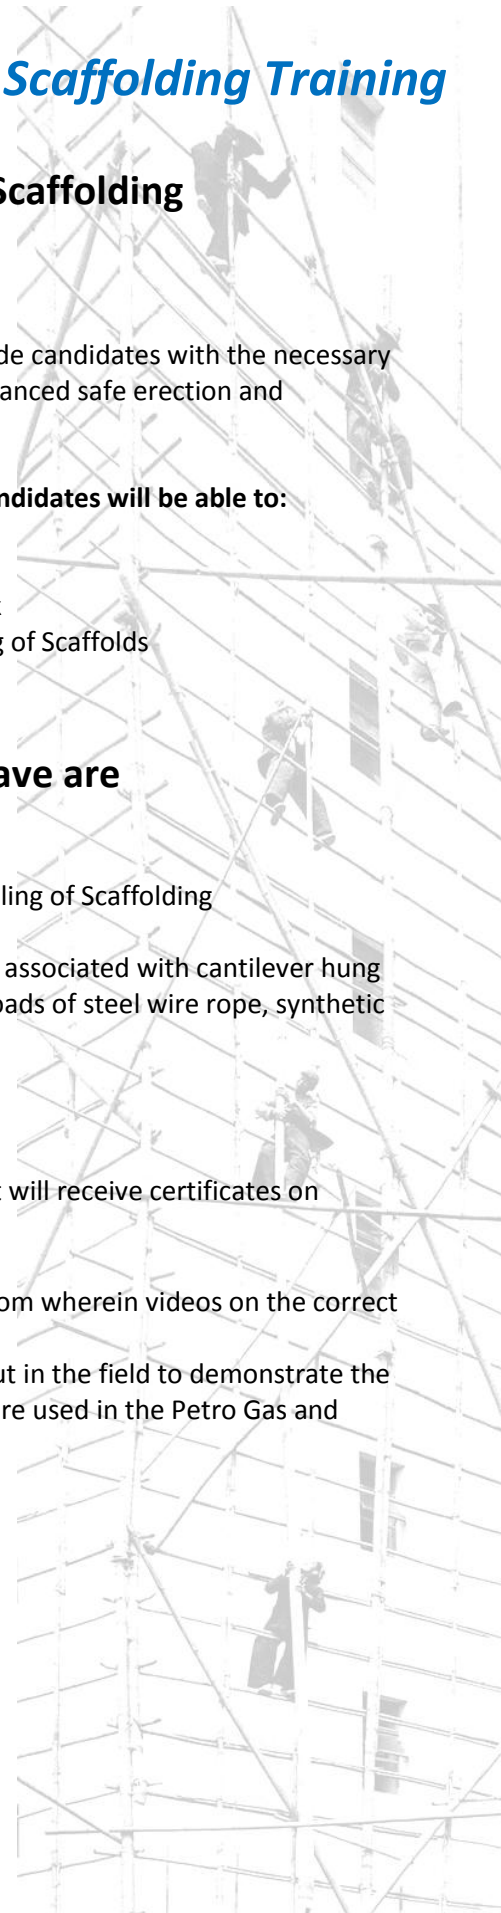 Scaffolding Training
Scaffolding
de candidates with the necessary
anced safe erection and
ndidates will be able to:
g of Scaffolds
ave are
ling of Scaffolding
associated with cantilever hung
oads of steel wire rope, synthetic
t will receive certificates on
om wherein videos on the correct
ut in the field to demonstrate the
re used in the Petro Gas and